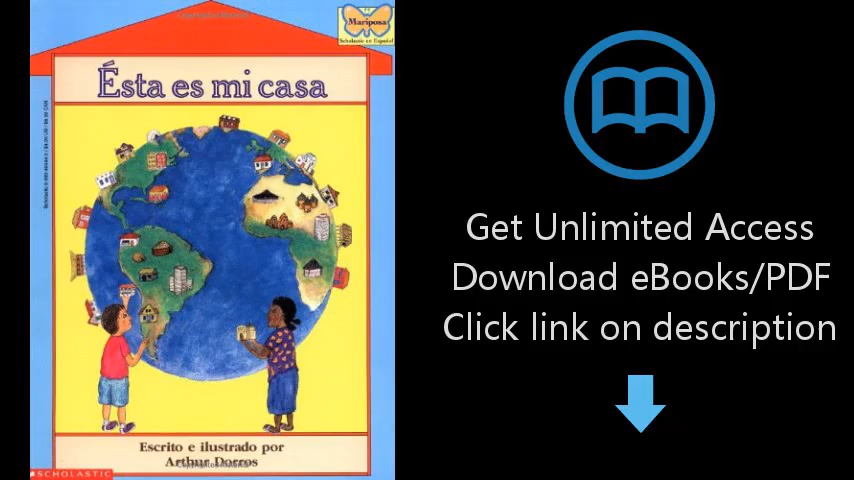 Mariposa
Scholastic en Español
Ésta es mi casa
Escrito e ilustrado por
Arthur Dorros
SCHOLASTIC
Get Unlimited Access
Download eBooks/PDF
Click link on description